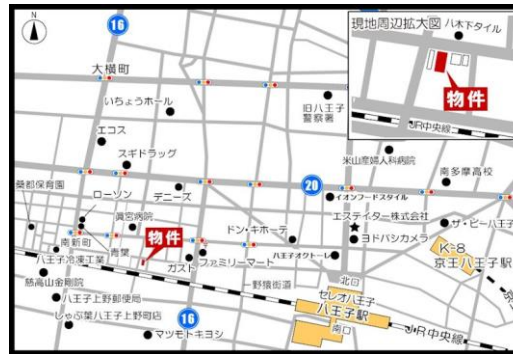 N
16
大横町
いちょうホール
旧八王子
警察署
現地周辺拡大図
八木下タイル
物件
JR中央線
エコス
スギドラッグ
米山産婦人科病院
南多摩高校
桑都保育園
ローソン
デニーズ
20
イオンフードスタイル
眞宮病院
エステイター株式会社
ザ・ビー八王子
南新町
青葉
物件
ドン・キホーテ
ヨドバシカメラ
K-8
京王八王子駅
八王子冷凍工業
ガスト
ファミリーマート
八王子オクトーレ
慈高山金剛院
野猿街道
北口
八王子上野郵便局
セレオ八王子
八王子駅
しゃぶ葉八王子上野町店
マツモトキヨシ
16
南口
JR中央線